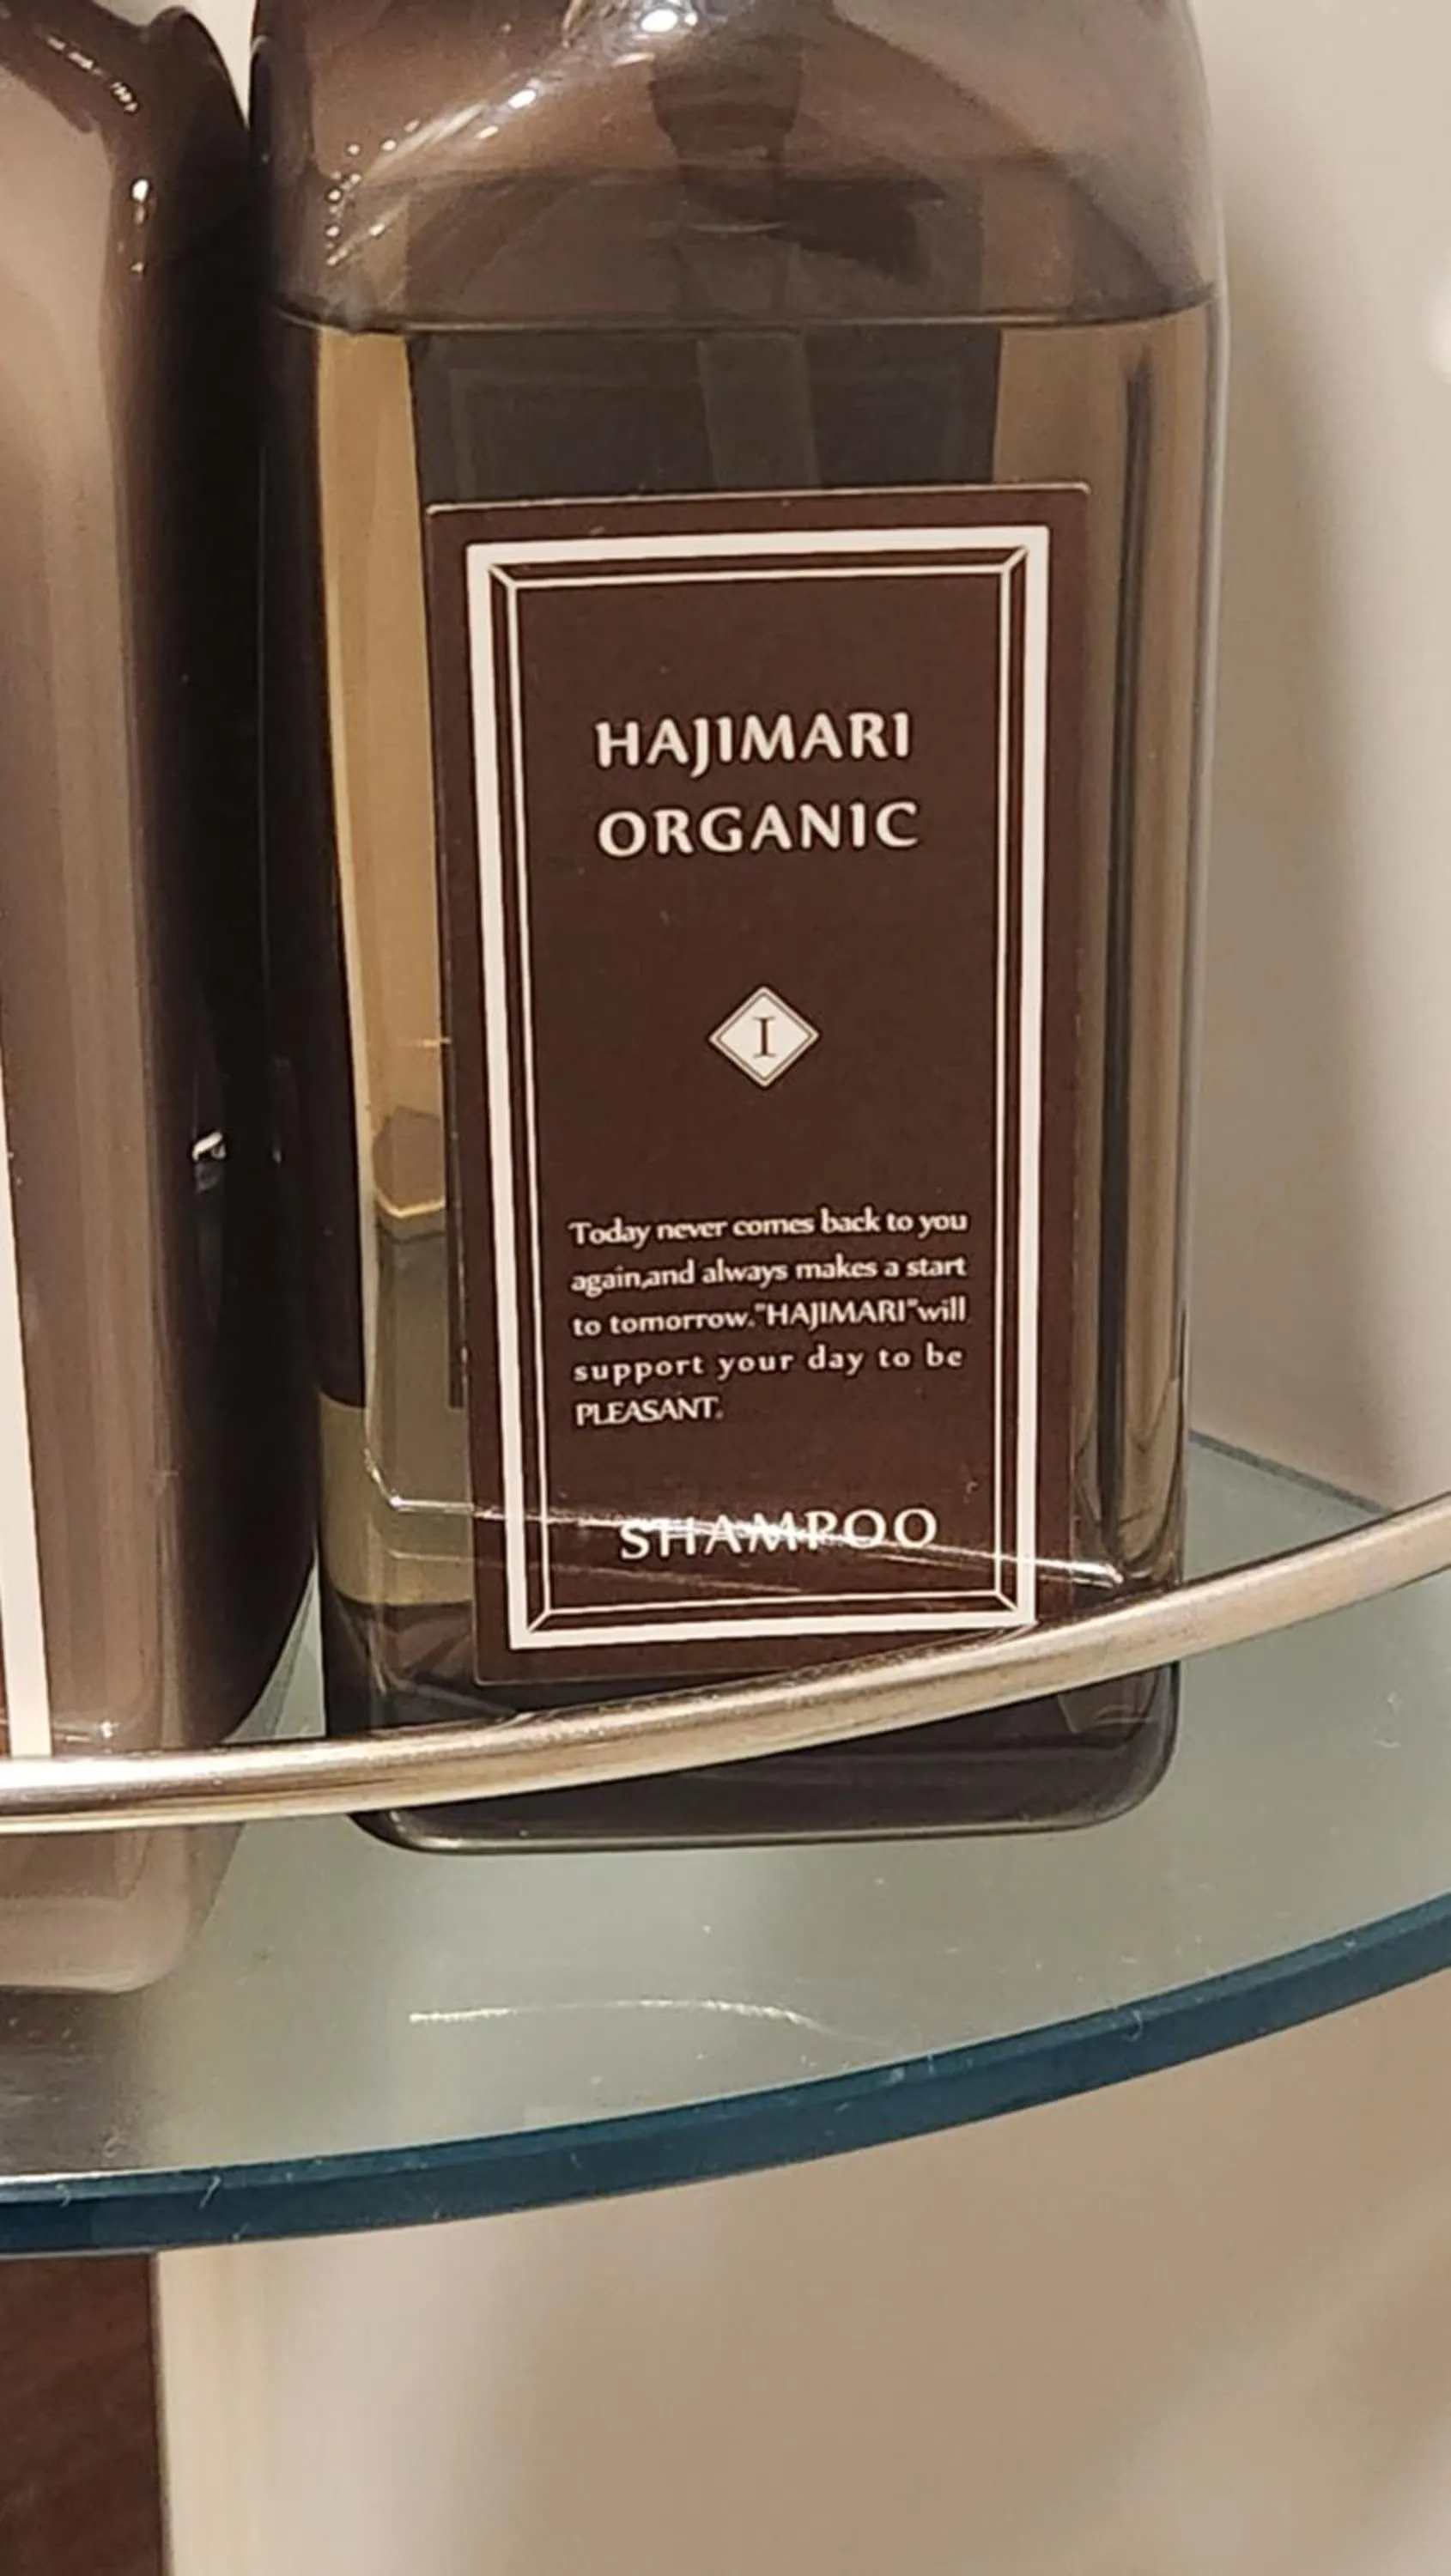 HAJIMARI
ORGANIC
I
Today never comes back to you
again,and always makes a start
to tomorrow."HAJIMARI"will
support your day to be
PLEASANT.
SHAMPOO